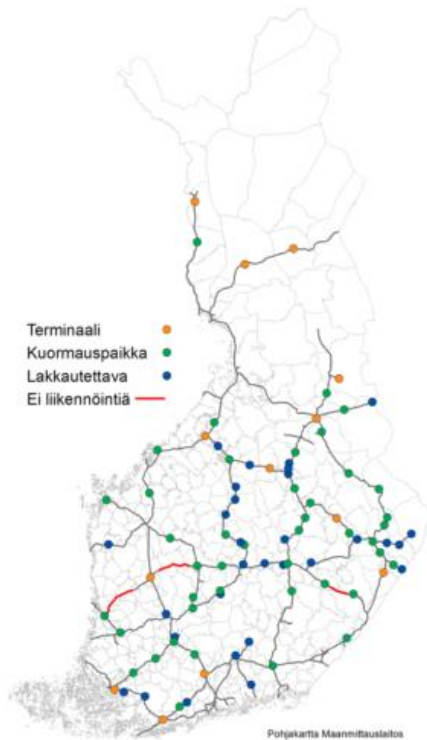 Terminaali
Kuormauspaikka
Lakkautettava
Ei liikennöintiä
Pohjakartta Maanmittauslaitos